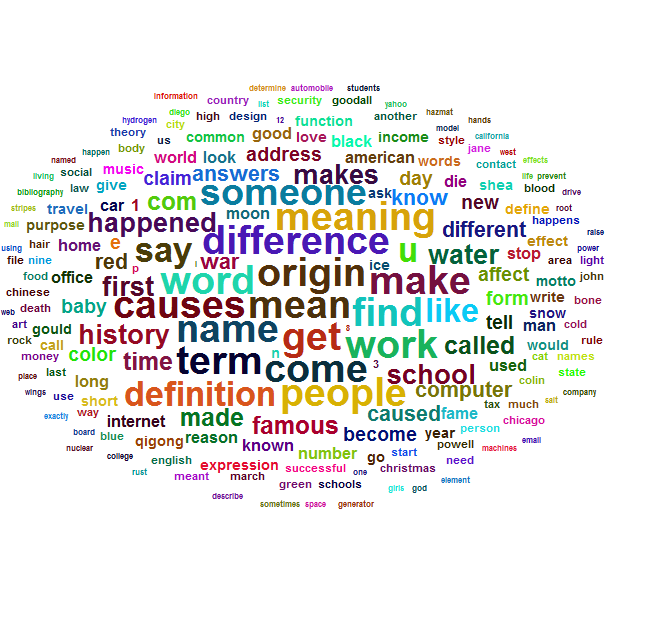 determine automobile students
information country list security goodall yahoo
diego high design 12 function another hazmat hands
hydrogen city us common good love black income model style california
theory
happen body world look address american words jane west
named social music claim answers makes day die contact effects
living law give someone ask know new shea blood life prevent
bibliography car 1 com define root drive
stripes travel moon meaning different happens
mail purpose happened difference u effect raise
using hair home e say water stop area power
file nine red p i war origin ice make affect motto light
food office first word john
chinese baby causes mean find like form write bone
web death snow
art gould history name get 8 work tell man cold
rock call color time term n come 3 called would rule
money cat names
place last long school used colin state
wings use short definition people computer tax much salt company
exactly way internet made famous caused fame chicago
board blue qigong reason known become year person email
nuclear college english expression number go start powell need machines
rust meant march successful one christmas element
green schools girls god
describe sometimes space generator